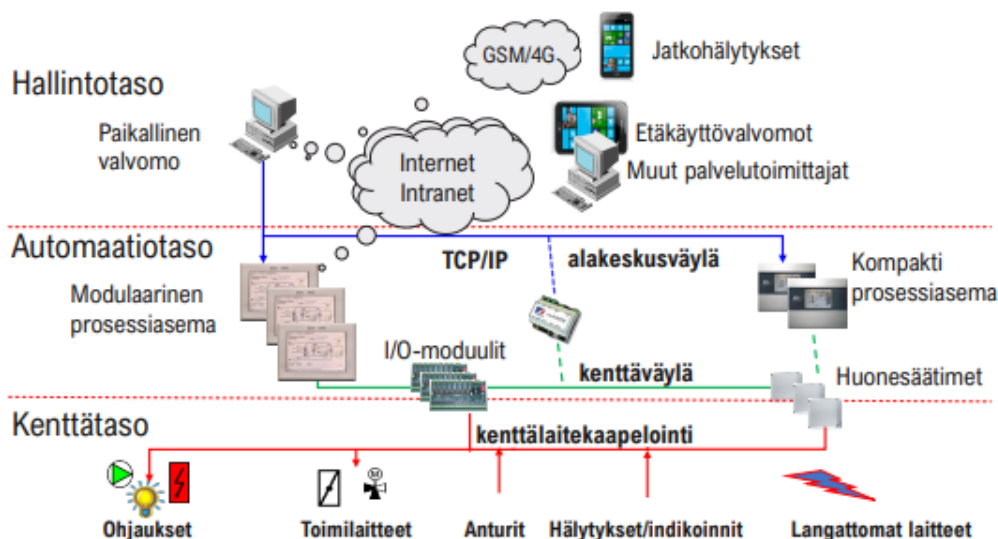 GSM/4G
Jatkohälytykset
Hallintotaso
Paikallinen
valvomo
Internet
Intranet
Etäkäyttövalvomot
Muut palvelutoimittajat
Automaatiotaso
TCP/IP
alakeskusväylä
Modulaarinen
prosessiasema
Kompakti
prosessiasema
I/O-moduulit
kenttäväylä
Huonesäätimet
Kenttätaso
kenttälaitekaapelointi
M
Ohjaukset
Toimilaitteet
Anturit
Hälytykset/indikoinnit
Langattomat laitteet